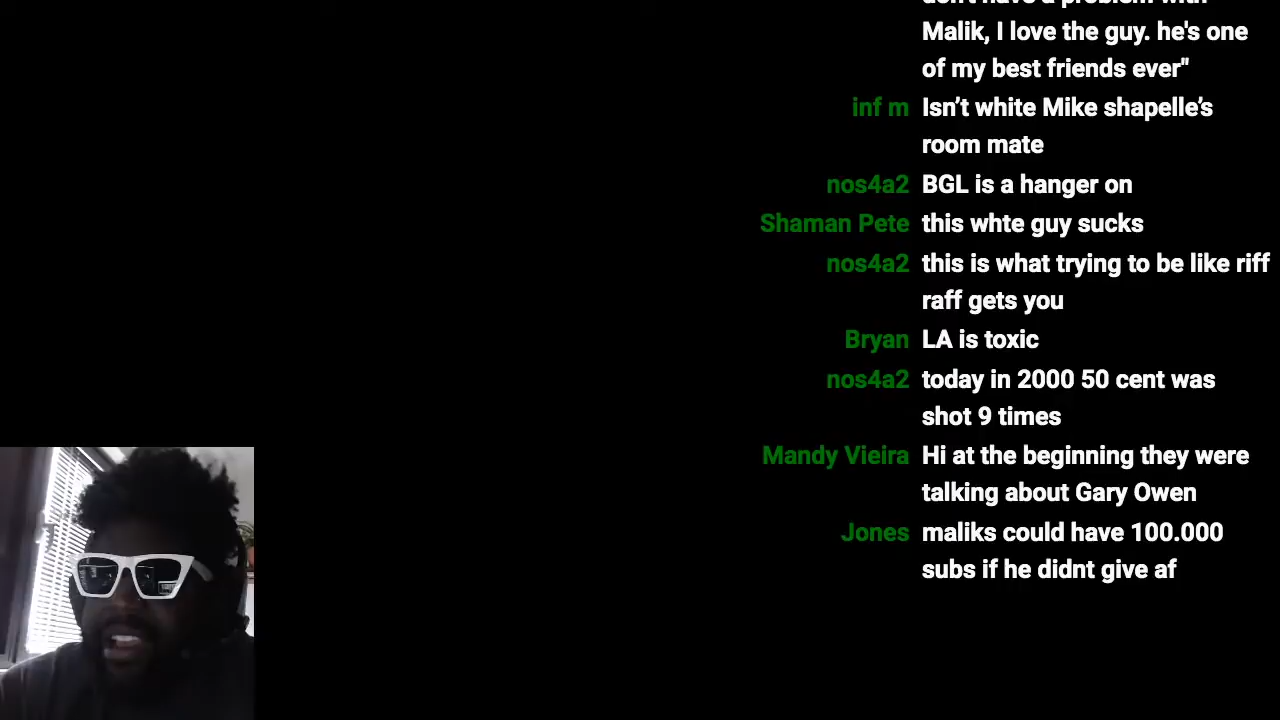 don't have a problem with
Malik, I love the guy. he's one
of my best friends ever"
inf m Isn’t white Mike shapelle’s
room mate
nos4a2 BGL is a hanger on
Shaman Pete this whte guy sucks
nos4a2 this is what trying to be like riff
raff gets you
Bryan LA is toxic
nos4a2 today in 2000 50 cent was
shot 9 times
Mandy Vieira Hi at the beginning they were
talking about Gary Owen
Jones maliks could have 100.000
subs if he didnt give af